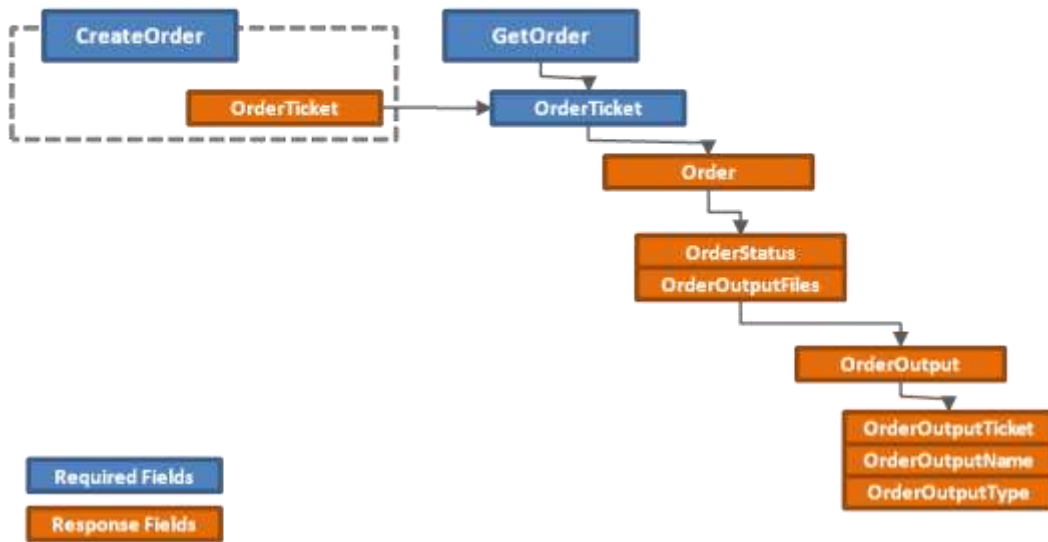 CreateOrder
GetOrder
OrderTicket
OrderTicket
Order
OrderStatus
OrderOutputFiles
OrderOutput
OrderOutputTicket
OrderOutputName
OrderOutputType
Required Fields
Response Fields